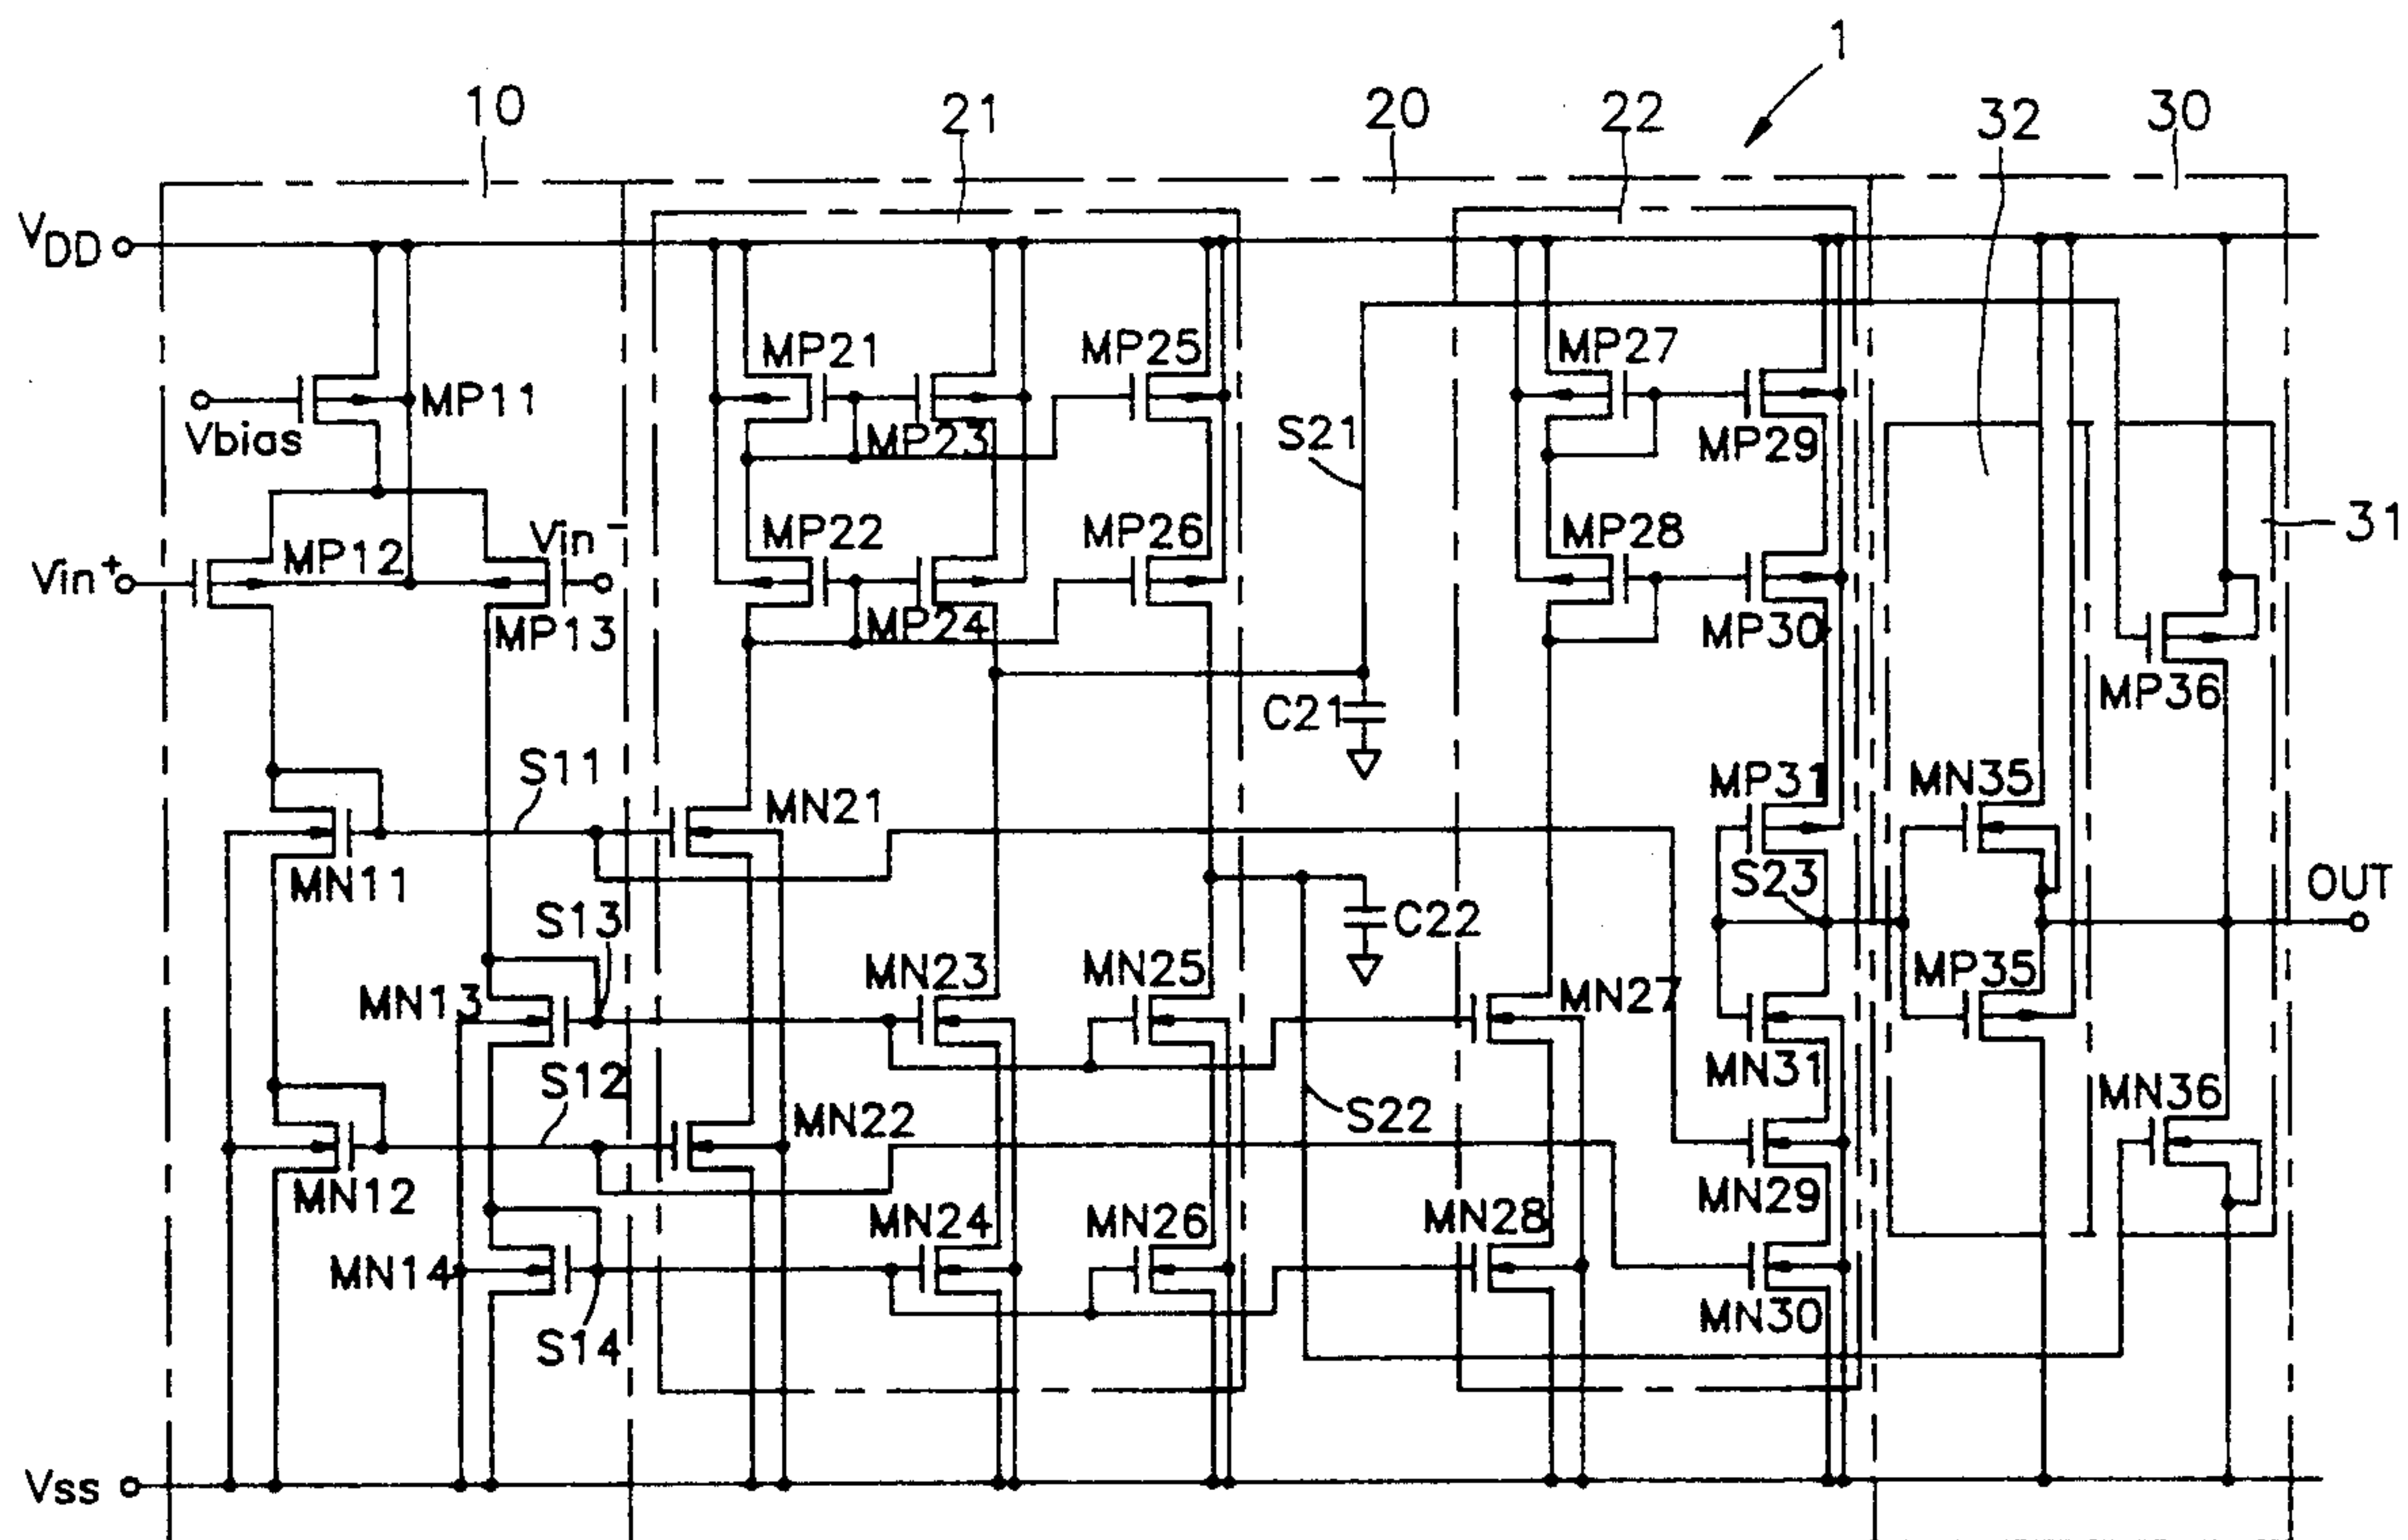 1
10
21
20
22
32
30
VDD
MP21
MP25
MP27
MP11
Vbias
MP23
S21
MP29
31
Vin+
MP12
Vin-
MP22
MP26
MP28
MP13
MP24
MP30
MP36
C21
S11
MN21
MP31
MN35
MN11
S23
OUT
S13
C22
MN13
MN23
MN25
MN27
MP35
S12
MN31
MN22
S22
MN36
MN12
MN24
MN26
MN28
MN29
MN14
S14
MN30
Vss